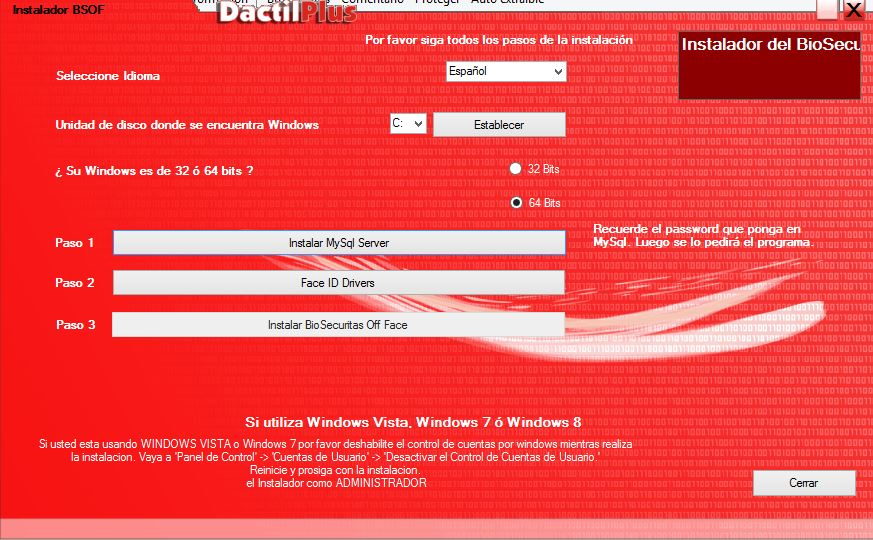 Instalador BSOF
Comentario Proteger Auto Extraíble
DactilPlus
X
Por favor siga todos los pasos de la instalación
Instalador del BioSecu
Seleccione Idioma
Español
Unidad de disco donde se encuentra Windows
C:
Establecer
¿ Su Windows es de 32 ó 64 bits ?
32 Bits
64 Bits
Recuerde el password que ponga en
MySql. Luego se lo pedirá el programa.
Paso 1
Instalar MySql Server
Paso 2
Face ID Drivers
Paso 3
Instalar BioSecuritas Off Face
Si utiliza Windows Vista, Windows 7 ó Windows 8
Si usted esta usando WINDOWS VISTA o Windows 7 por favor deshabilite el control de cuentas por windows mientras realiza
la instalacion. Vaya a 'Panel de Control' -> 'Cuentas de Usuario' -> 'Desactivar el Control de Cuentas de Usuario.'
Reinicie y prosiga con la instalacion.
el Instalador como ADMINISTRADOR
Cerrar